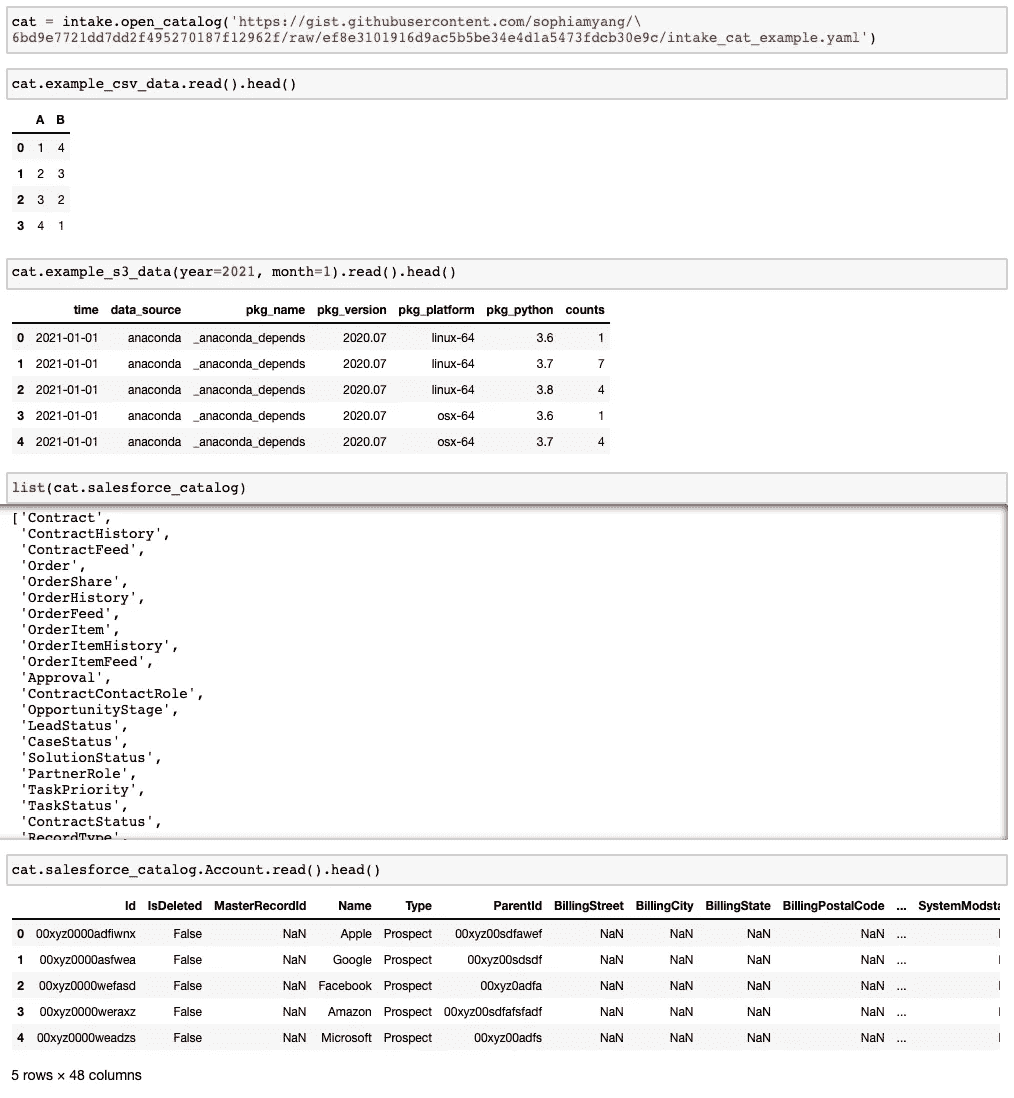 cat = intake.open_catalog('https://gist.githubusercontent.com/sophiamyang/\
6bd9e7721dd7dd2f495270187f12962f/raw/ef8e3101916d9ac5b5be34e4d1a5473fdcb30e9c/intake_cat_example.yaml')
cat.example_csv_data.read().head()
A B
0 1 4
1 2 3
2 3 2
3 4 1
cat.example_s3_data(year=2021, month=1).read().head()
time data_source pkg_name pkg_version pkg_platform pkg_python counts
0 2021-01-01 anaconda _anaconda_depends 2020.07 linux-64 3.6 1
1 2021-01-01 anaconda _anaconda_depends 2020.07 linux-64 3.7 7
2 2021-01-01 anaconda _anaconda_depends 2020.07 linux-64 3.8 4
3 2021-01-01 anaconda _anaconda_depends 2020.07 osx-64 3.6 1
4 2021-01-01 anaconda _anaconda_depends 2020.07 osx-64 3.7 4
list(cat.salesforce_catalog)
['Contract',
'ContractHistory',
'ContractFeed',
'Order',
'OrderShare',
'OrderHistory',
'OrderFeed',
'OrderItem',
'OrderItemHistory',
'OrderItemFeed',
'Approval',
'ContractContactRole',
'OpportunityStage',
'LeadStatus',
'CaseStatus',
'SolutionStatus',
'PartnerRole',
'TaskPriority',
'TaskStatus',
'ContractStatus',
'RecordType',
cat.salesforce_catalog.Account.read().head()
Id IsDeleted MasterRecordId Name Type ParentId BillingStreet BillingCity BillingState BillingPostalCode ... SystemModsta
0 00xyz0000adfiwnx False NaN Apple Prospect 00xyz00sdfawef NaN NaN NaN NaN ...
1 00xyz0000asfwea False NaN Google Prospect 00xyz00sdsdf NaN NaN NaN NaN ...
2 00xyz0000wefasd False NaN Facebook Prospect 00xyz0adfa NaN NaN NaN NaN ...
3 00xyz0000weraxz False NaN Amazon Prospect 00xyz00sdfafsfadf NaN NaN NaN NaN ...
4 00xyz0000weadzs False NaN Microsoft Prospect 00xyz00adfs NaN NaN NaN NaN ...
5 rows × 48 columns